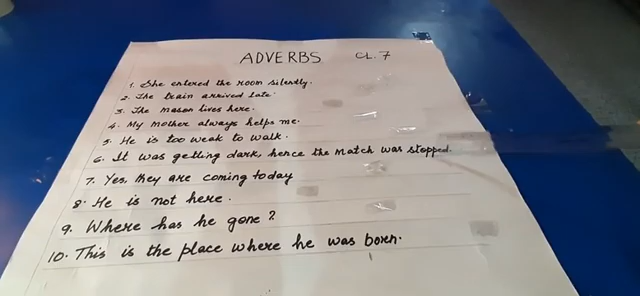 ADVERBS CL. 7
1. She entered the room silently.
2. The train arrived late.
3. The mason lives here.
4. My mother always helps me.
5. He is too weak to walk.
6. It was getting dark, hence the match was stopped.
7. Yes, they are coming today
8. He is not here.
9. Where has he gone?
10. This is the place where he was born.